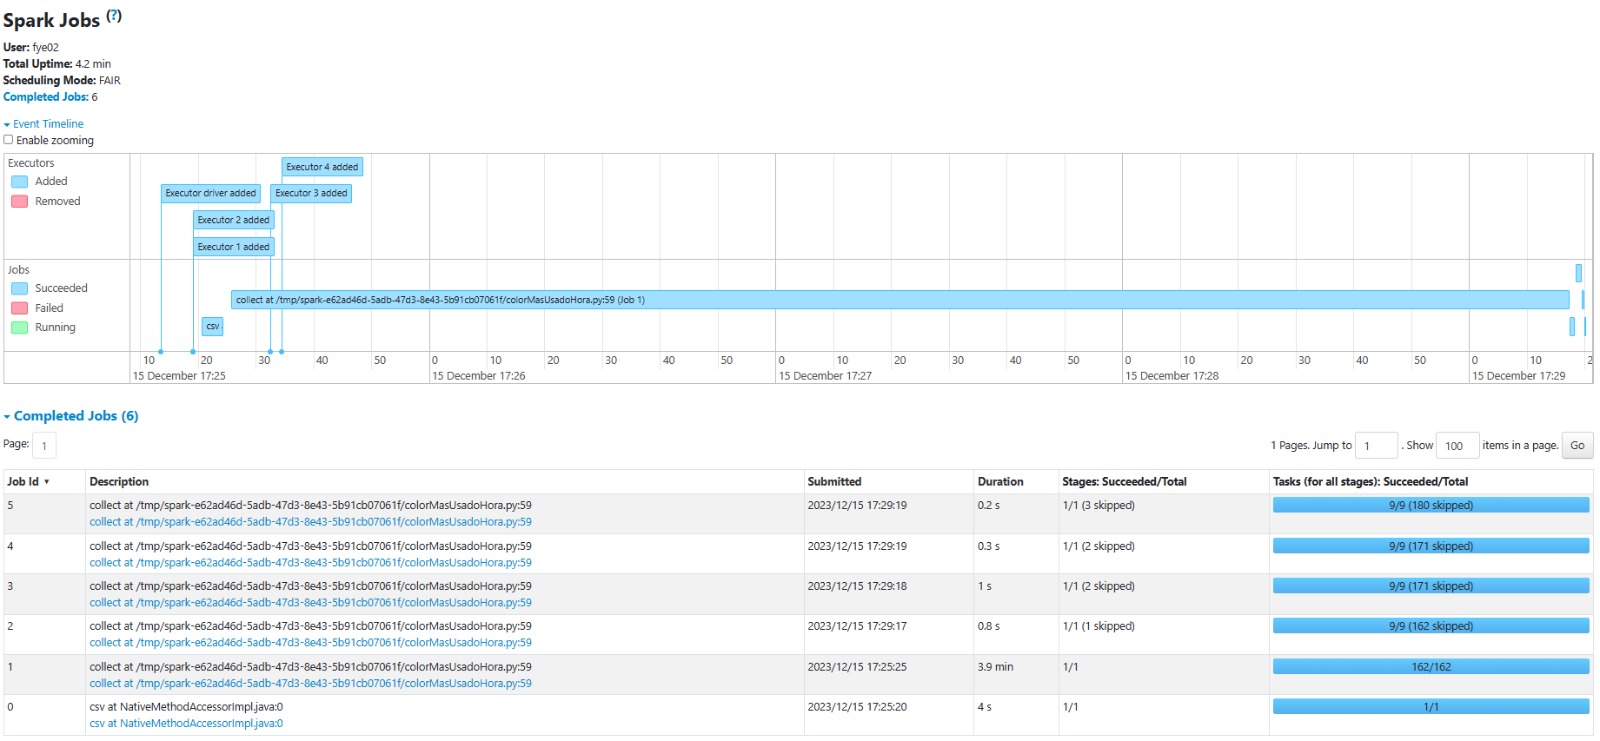 Spark Jobs (?)
User: fye02
Total Uptime: 4.2 min
Scheduling Mode: FAIR
Completed Jobs: 6
Event Timeline
Enable zooming
Executors
Added
Removed
Executor 4 added
Executor driver added
Executor 3 added
Executor 2 added
Executor 1 added
Jobs
Succeeded
Failed
Running
collect at /tmp/spark-e62ad46d-5adb-47d3-8e43-5b91cb07061f/colorMasUsadoHora.py:59 (Job 1)
csv
10 20 30 40 50 0 10 20 30 40 50 0 10 20 30 40 50 0 10 20 30 40 50 0 10 2
15 December 17:25 15 December 17:26 15 December 17:27 15 December 17:28 15 December 17:29
Completed Jobs (6)
Page: 1 1 Pages. Jump to 1 . Show 100 items in a page. Go
Job Id ▾ Description Submitted Duration Stages: Succeeded/Total Tasks (for all stages): Succeeded/Total
5 collect at /tmp/spark-e62ad46d-5adb-47d3-8e43-5b91cb07061f/colorMasUsadoHora.py:59 2023/12/15 17:29:19 0.2 s 1/1 (3 skipped) 9/9 (180 skipped)
collect at /tmp/spark-e62ad46d-5adb-47d3-8e43-5b91cb07061f/colorMasUsadoHora.py:59
4 collect at /tmp/spark-e62ad46d-5adb-47d3-8e43-5b91cb07061f/colorMasUsadoHora.py:59 2023/12/15 17:29:19 0.3 s 1/1 (2 skipped) 9/9 (171 skipped)
collect at /tmp/spark-e62ad46d-5adb-47d3-8e43-5b91cb07061f/colorMasUsadoHora.py:59
3 collect at /tmp/spark-e62ad46d-5adb-47d3-8e43-5b91cb07061f/colorMasUsadoHora.py:59 2023/12/15 17:29:18 1 s 1/1 (2 skipped) 9/9 (171 skipped)
collect at /tmp/spark-e62ad46d-5adb-47d3-8e43-5b91cb07061f/colorMasUsadoHora.py:59
2 collect at /tmp/spark-e62ad46d-5adb-47d3-8e43-5b91cb07061f/colorMasUsadoHora.py:59 2023/12/15 17:29:17 0.8 s 1/1 (1 skipped) 9/9 (162 skipped)
collect at /tmp/spark-e62ad46d-5adb-47d3-8e43-5b91cb07061f/colorMasUsadoHora.py:59
1 collect at /tmp/spark-e62ad46d-5adb-47d3-8e43-5b91cb07061f/colorMasUsadoHora.py:59 2023/12/15 17:25:25 3.9 min 1/1 162/162
collect at /tmp/spark-e62ad46d-5adb-47d3-8e43-5b91cb07061f/colorMasUsadoHora.py:59
0 csv at NativeMethodAccessorImpl.java:0 2023/12/15 17:25:20 4 s 1/1 1/1
csv at NativeMethodAccessorImpl.java:0